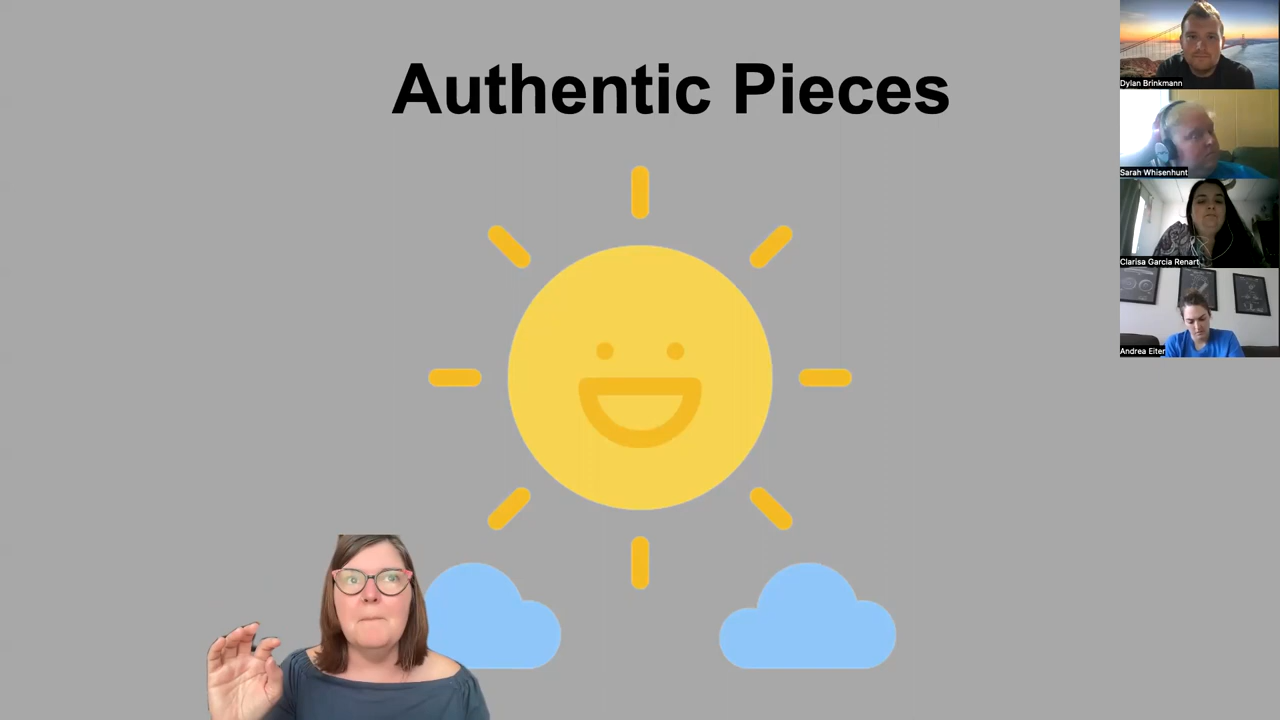 Authentic Pieces
Dylan Brinkmann
Sarah Whisenhunt
Clarisa Garcia Renart
Andrea Eiter